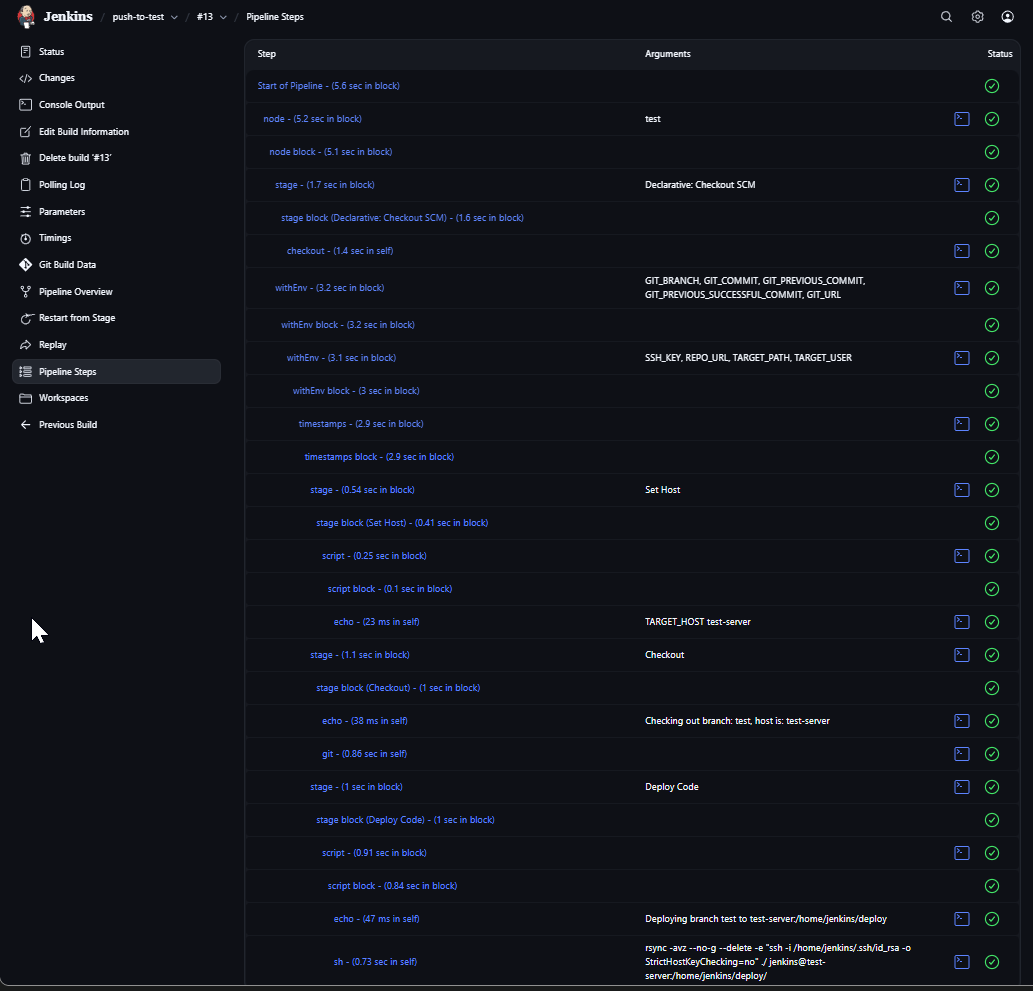 Jenkins / push-to-test / #13 / Pipeline Steps
Status
Changes
Console Output
Edit Build Information
Delete build '#13'
Polling Log
Parameters
Timings
Git Build Data
Pipeline Overview
Restart from Stage
Replay
Pipeline Steps
Workspaces
Previous Build
Step Arguments Status
Start of Pipeline - (5.6 sec in block)
node - (5.2 sec in block) test
node block - (5.1 sec in block)
stage - (1.7 sec in block) Declarative: Checkout SCM
stage block (Declarative: Checkout SCM) - (1.6 sec in block)
checkout - (1.4 sec in self)
withEnv - (3.2 sec in block) GIT_BRANCH, GIT_COMMIT, GIT_PREVIOUS_COMMIT,
GIT_PREVIOUS_SUCCESSFUL_COMMIT, GIT_URL
withEnv block - (3.2 sec in block)
withEnv - (3.1 sec in block) SSH_KEY, REPO_URL, TARGET_PATH, TARGET_USER
withEnv block - (3 sec in block)
timestamps - (2.9 sec in block)
timestamps block - (2.9 sec in block)
stage - (0.54 sec in block) Set Host
stage block (Set Host) - (0.41 sec in block)
script - (0.25 sec in block)
script block - (0.1 sec in block)
echo - (23 ms in self) TARGET_HOST test-server
stage - (1.1 sec in block) Checkout
stage block (Checkout) - (1 sec in block)
echo - (38 ms in self) Checking out branch: test, host is: test-server
git - (0.86 sec in self)
stage - (1 sec in block) Deploy Code
stage block (Deploy Code) - (1 sec in block)
script - (0.91 sec in block)
script block - (0.84 sec in block)
echo - (47 ms in self) Deploying branch test to test-server:/home/jenkins/deploy
sh - (0.73 sec in self) rsync -avz --no-g --delete -e "ssh -i /home/jenkins/.ssh/id_rsa -o
StrictHostKeyChecking=no" ./ jenkins@test-
server:/home/jenkins/deploy/